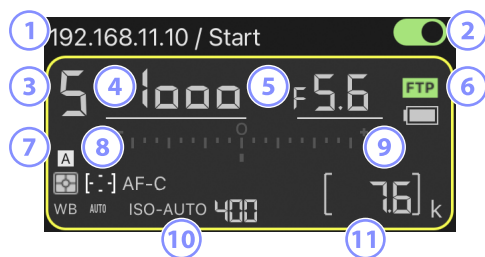 1 192.168.11.10 / Start 2
3 S 4 1000 5 F5.6 FTP 6
7 8 0 9
A
AF-C
WB AUTO ISO-AUTO 400 [7.6] k
10 11